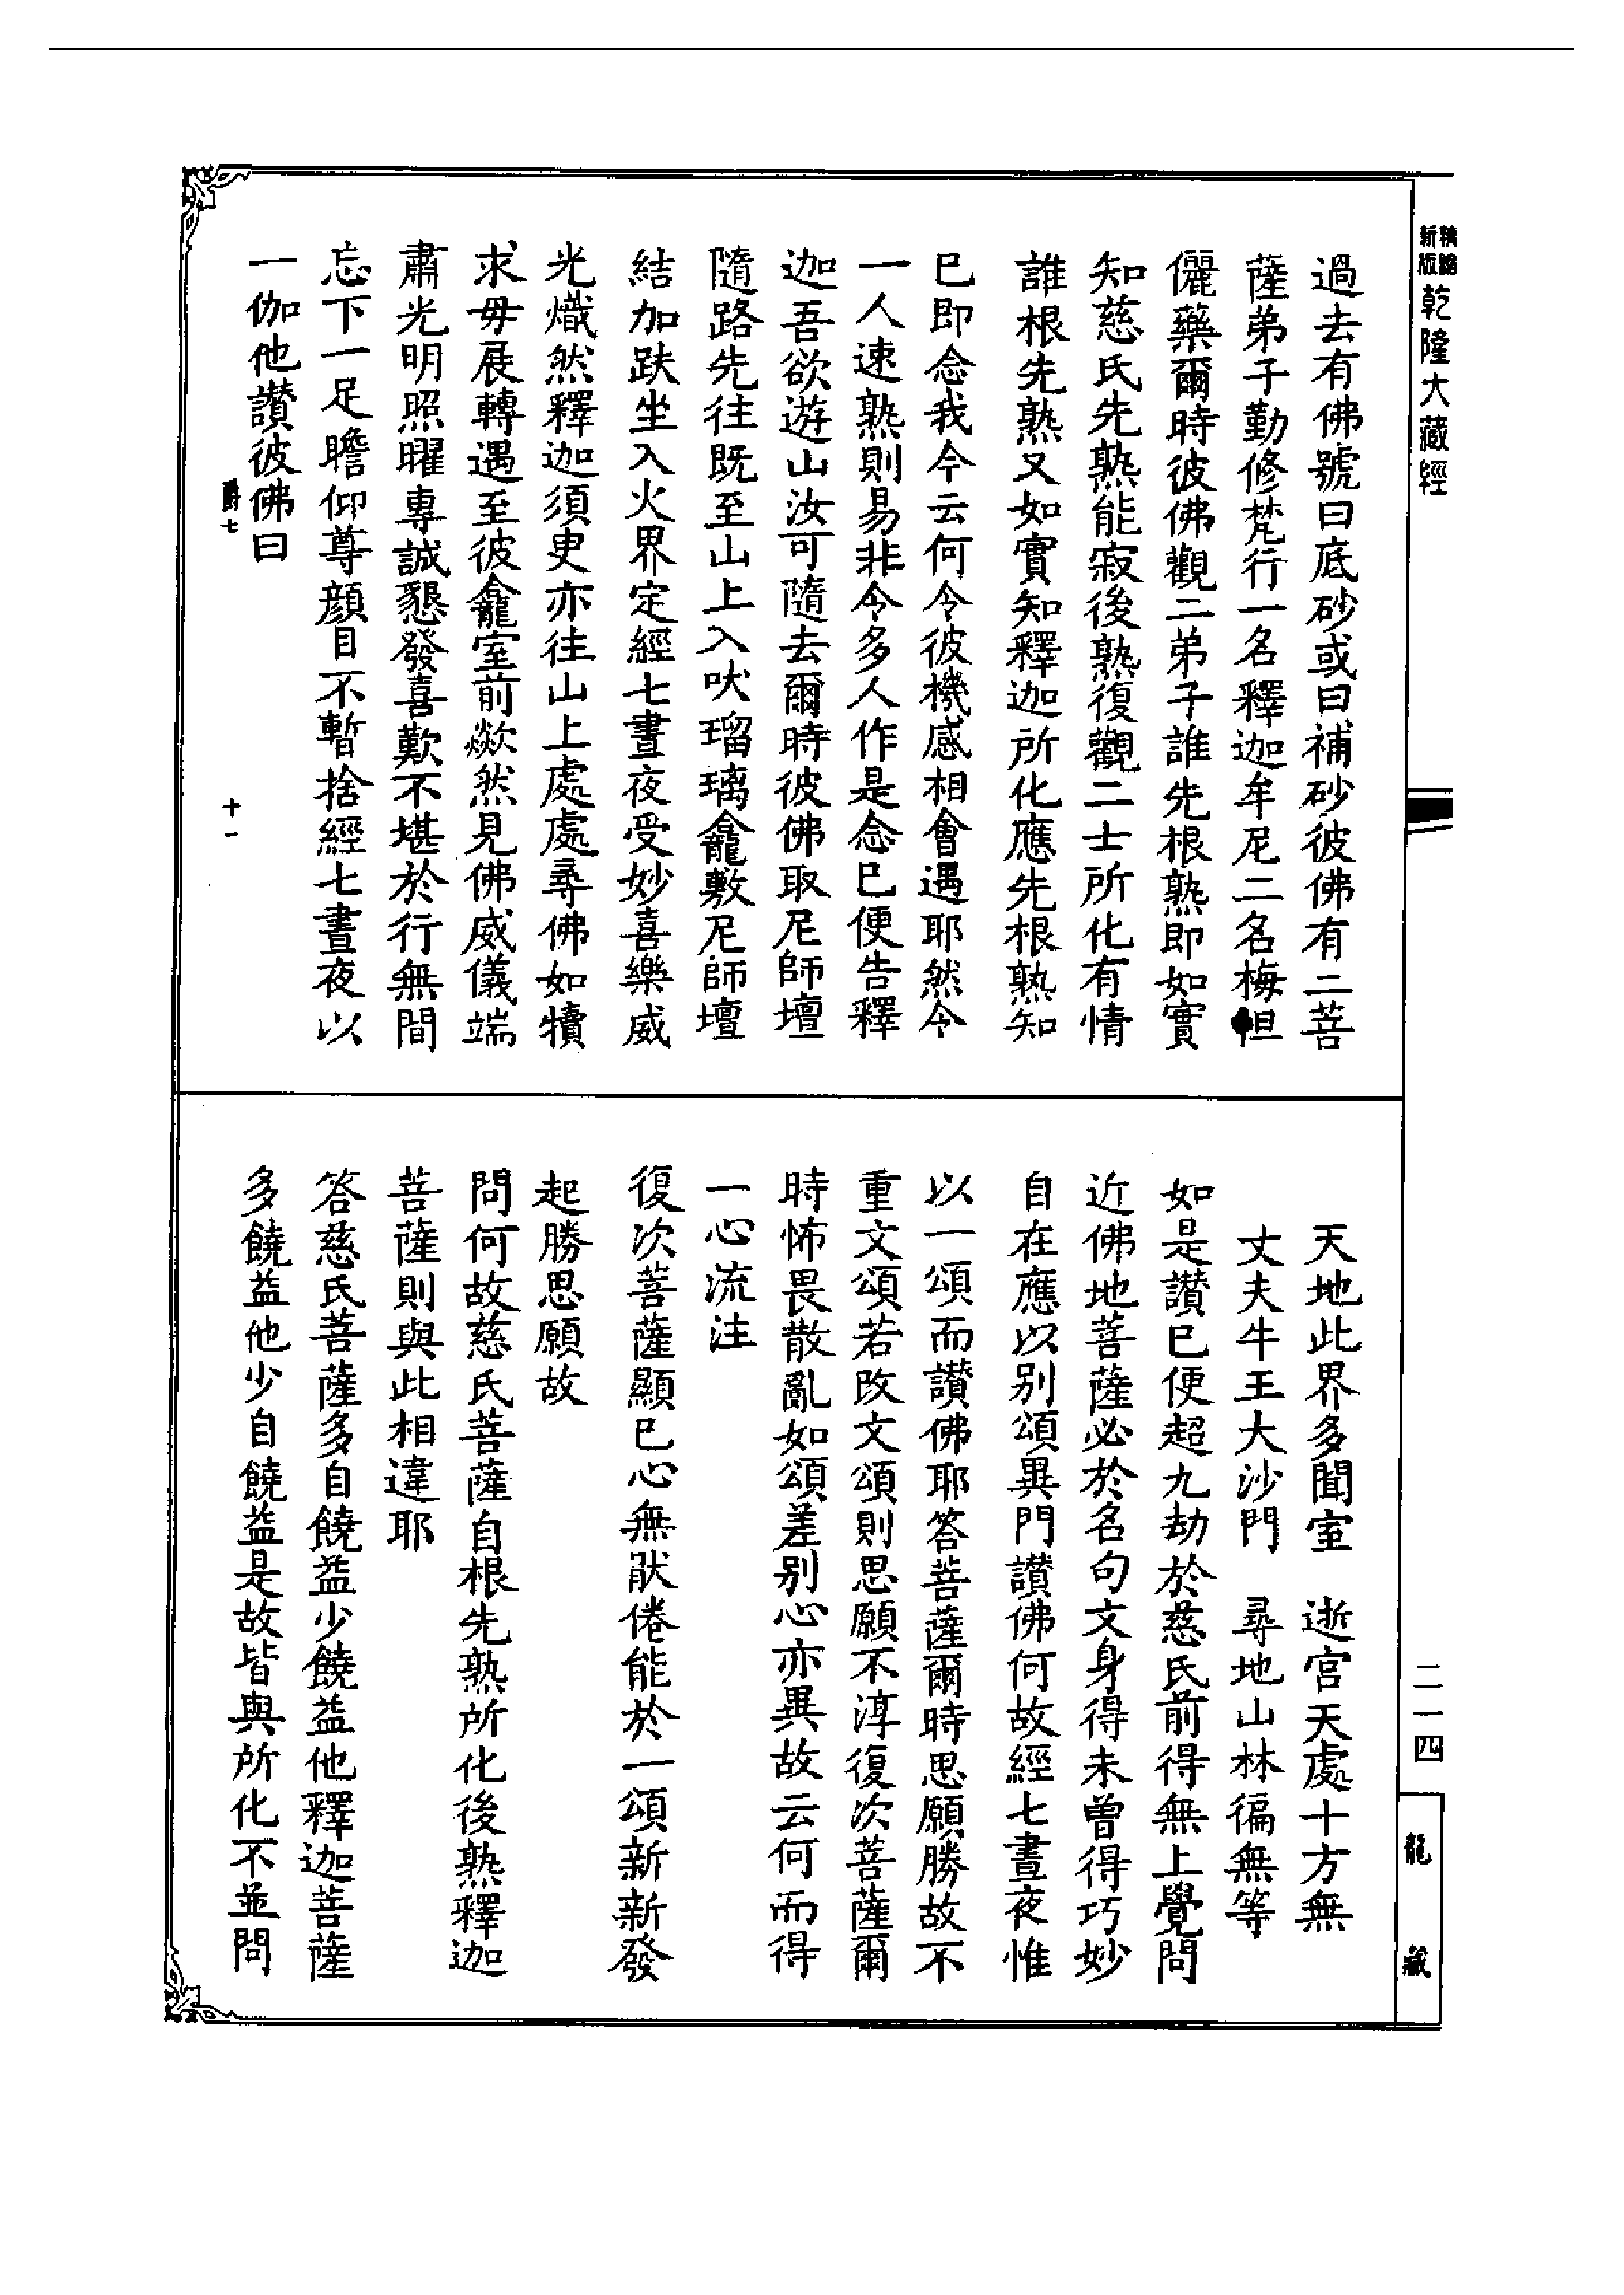 精縮新版乾隆大藏經
過去有佛號曰底砂或曰補砂彼佛有二菩
薩弟子勤修梵行一名釋迦牟尼二名梅怛
儷藥爾時彼佛觀二弟子誰先根熟即如實
知慈氏先熟能寂後熟復觀二士所化有情
誰根先熟又如實知釋迦所化應先根熟知
已即念我今云何令彼機感相會遇耶然令
一人速熟則易非令多人作是念已便告釋
迦吾欲遊山汝可隨去爾時彼佛取尼師壇
隨路先往既至山上入吠瑠璃龕敷尼師壇
結加趺坐入火界定經七晝夜受妙喜樂威
光熾然釋迦須臾亦往山上處處尋佛如犢
求母展轉遇至彼龕室前欻然見佛威儀端
肅光明照曜專誠懇發喜歎不堪於行無間
忘下一足瞻仰尊顔目不暫捨經七晝夜以
一伽他讃彼佛曰
爵七
十一
天地此界多聞室　逝宮天處十方無
丈夫牛王大沙門　尋地山林徧無等
如是讃已便超九劫於慈氏前得無上覺問
近佛地菩薩必於名句文身得未曾得巧妙
自在應以别頌異門讃佛何故經七晝夜惟
以一頌而讃佛耶答菩薩爾時思願勝故不
重文頌若改文頌則思願不淳復次菩薩爾
時怖畏散亂如頌差别心亦異故云何而得
一心流注
復次菩薩顯已心無猒倦能於一頌新新發
起勝思願故
問何故慈氏菩薩自根先熟所化後熟釋迦
菩薩則與此相違耶
答慈氏菩薩多自饒益少饒益他釋迦菩薩
多饒益他少自饒益是故皆與所化不並問
二一四
龍藏